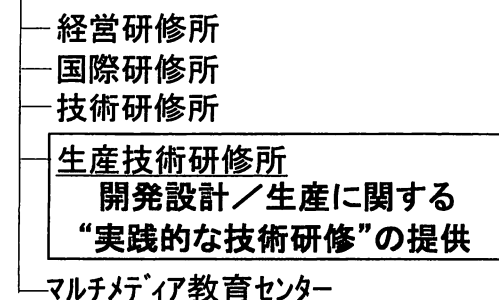 経営研修所
国際研修所
技術研修所
生産技術研修所
開発設計／生産に関する
“実践的な技術研修”の提供
マルチメディア教育センター